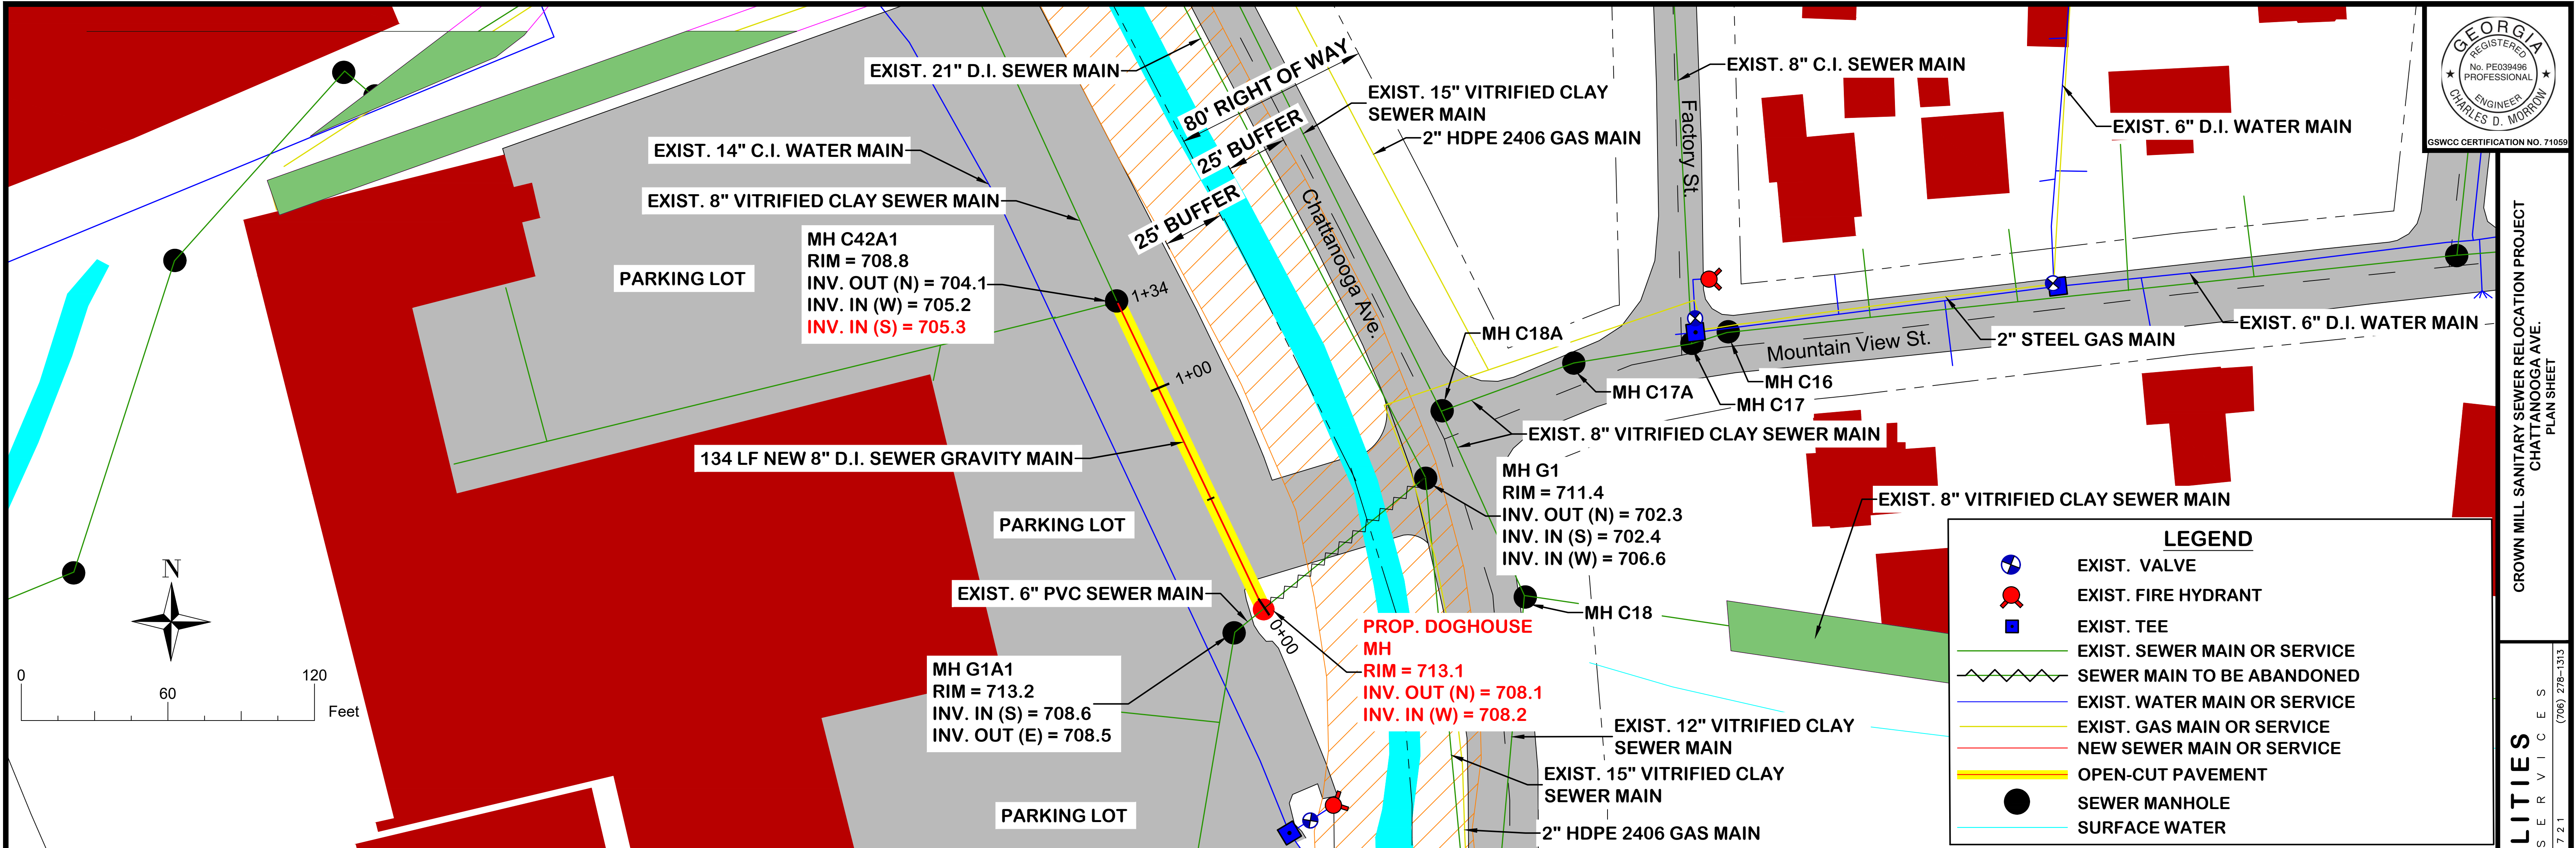 EXIST. 21" D.I. SEWER MAIN
80' RIGHT OF WAY
EXIST. 15" VITRIFIED CLAY
SEWER MAIN
2" HDPE 2406 GAS MAIN
25' BUFFER
25' BUFFER
EXIST. 14" C.I. WATER MAIN
EXIST. 8" VITRIFIED CLAY SEWER MAIN
EXIST. 8" C.I. SEWER MAIN
Factory St.
EXIST. 6" D.I. WATER MAIN
GEORGIA
REGISTERED
No. PE039496
PROFESSIONAL
ENGINEER
CHARLES D. MORROW
GSWCC CERTIFICATION NO. 71059
MH C42A1
RIM = 708.8
INV. OUT (N) = 704.1
INV. IN (W) = 705.2
INV. IN (S) = 705.3
PARKING LOT
1+34
1+00
Chattanooga Ave.
MH C18A
MH C17A
MH C16
MH C17
Mountain View St.
2" STEEL GAS MAIN
EXIST. 6" D.I. WATER MAIN
134 LF NEW 8" D.I. SEWER GRAVITY MAIN
EXIST. 8" VITRIFIED CLAY SEWER MAIN
MH G1
RIM = 711.4
INV. OUT (N) = 702.3
INV. IN (S) = 702.4
INV. IN (W) = 706.6
EXIST. 8" VITRIFIED CLAY SEWER MAIN
PARKING LOT
EXIST. 6" PVC SEWER MAIN
0+00
MH C18
PROP. DOGHOUSE
MH
RIM = 713.1
INV. OUT (N) = 708.1
INV. IN (W) = 708.2
MH G1A1
RIM = 713.2
INV. IN (S) = 708.6
INV. OUT (E) = 708.5
EXIST. 12" VITRIFIED CLAY
SEWER MAIN
EXIST. 15" VITRIFIED CLAY
SEWER MAIN
2" HDPE 2406 GAS MAIN
PARKING LOT
N
0
60
120
Feet
LEGEND
EXIST. VALVE
EXIST. FIRE HYDRANT
EXIST. TEE
EXIST. SEWER MAIN OR SERVICE
SEWER MAIN TO BE ABANDONED
EXIST. WATER MAIN OR SERVICE
EXIST. GAS MAIN OR SERVICE
NEW SEWER MAIN OR SERVICE
OPEN-CUT PAVEMENT
SEWER MANHOLE
SURFACE WATER
CROWN MILL SANITARY SEWER RELOCATION PROJECT
CHATTANOOGA AVE.
PLAN SHEET
LITIES
SERVICES
721
(706) 278-1313